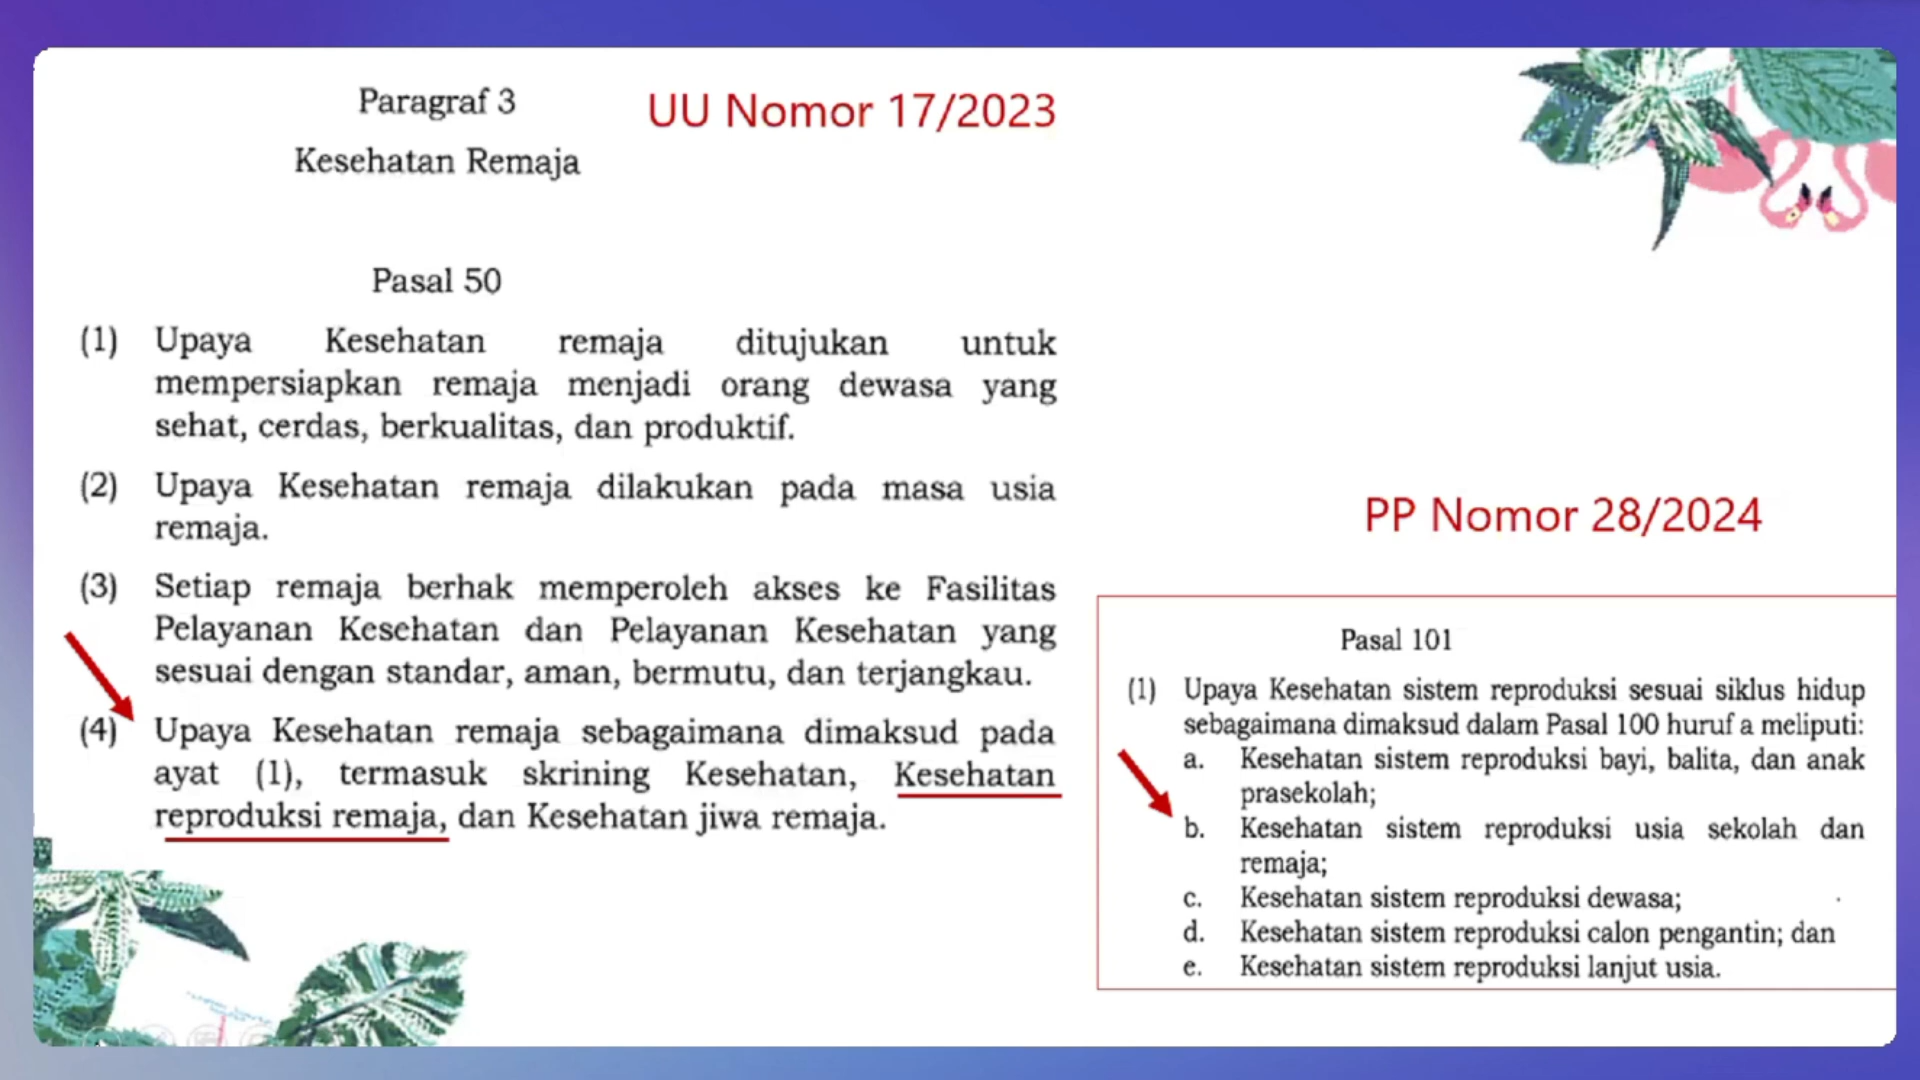 Paragraf 3
Kesehatan Remaja
UU Nomor 17/2023
Pasal 50
(1) Upaya Kesehatan remaja ditujukan untuk
mempersiapkan remaja menjadi orang dewasa yang
sehat, cerdas, berkualitas, dan produktif.
(2) Upaya Kesehatan remaja dilakukan pada masa usia
remaja.
(3) Setiap remaja berhak memperoleh akses ke Fasilitas
Pelayanan Kesehatan dan Pelayanan Kesehatan yang
sesuai dengan standar, aman, bermutu, dan terjangkau.
(4) Upaya Kesehatan remaja sebagaimana dimaksud pada
ayat (1), termasuk skrining Kesehatan, Kesehatan
reproduksi remaja, dan Kesehatan jiwa remaja.
PP Nomor 28/2024
Pasal 101
(1) Upaya Kesehatan sistem reproduksi sesuai siklus hidup
sebagaimana dimaksud dalam Pasal 100 huruf a meliputi:
a. Kesehatan sistem reproduksi bayi, balita, dan anak
prasekolah;
b. Kesehatan sistem reproduksi usia sekolah dan
remaja;
c. Kesehatan sistem reproduksi dewasa;
d. Kesehatan sistem reproduksi calon pengantin; dan
e. Kesehatan sistem reproduksi lanjut usia.